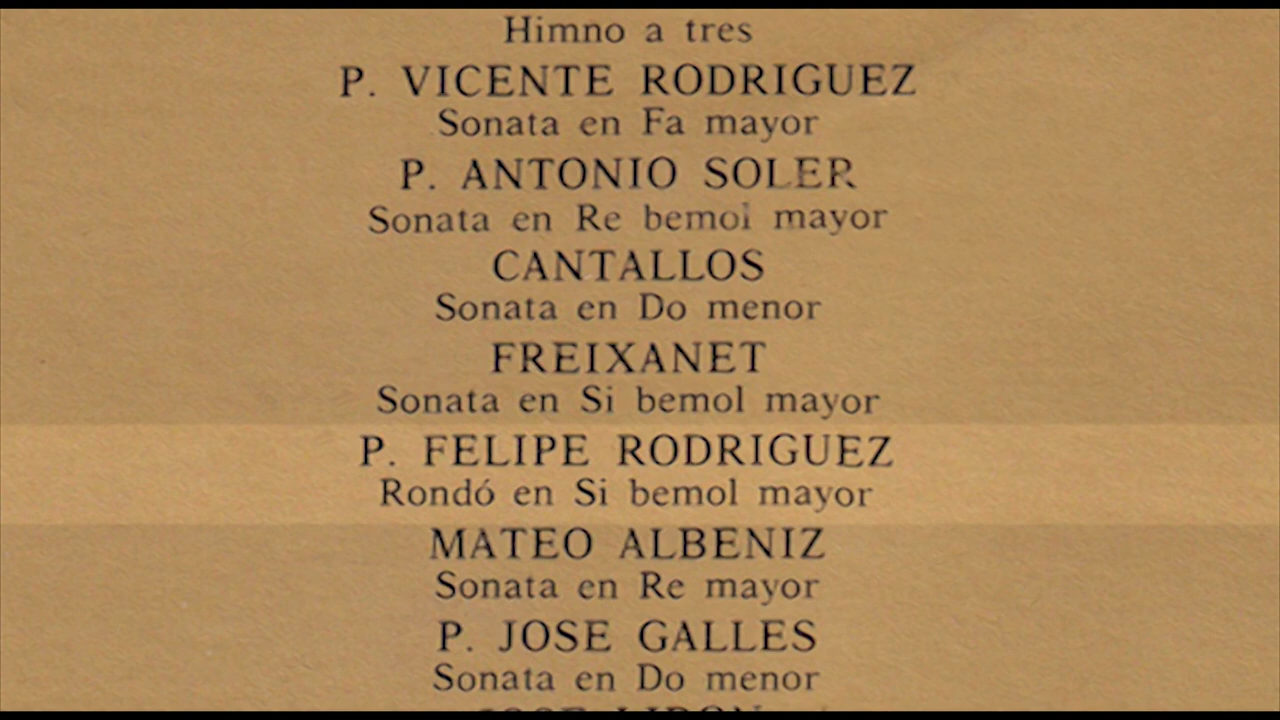 Himno a tres
P. VICENTE RODRIGUEZ
Sonata en Fa mayor
P. ANTONIO SOLER
Sonata en Re bemol mayor
CANTALLOS
Sonata en Do menor
FREIXANET
Sonata en Si bemol mayor
P. FELIPE RODRIGUEZ
Rondó en Si bemol mayor
MATEO ALBENIZ
Sonata en Re mayor
P. JOSE GALLES
Sonata en Do menor